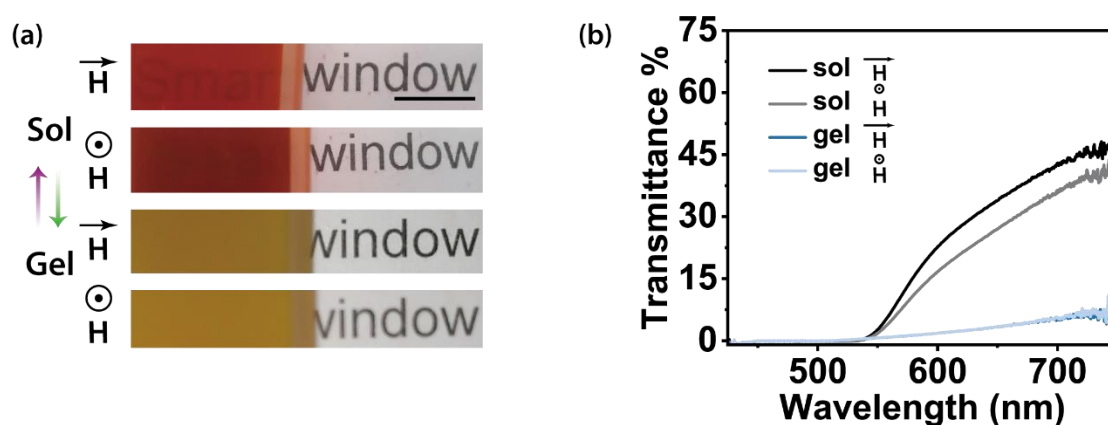 (a)
H
Smar window
Sol
H
window
Gel
H
window
H
window
(b)
Transmittance %
75
60
45
30
15
0
sol H
sol H
gel H
gel H
500 600 700
Wavelength (nm)